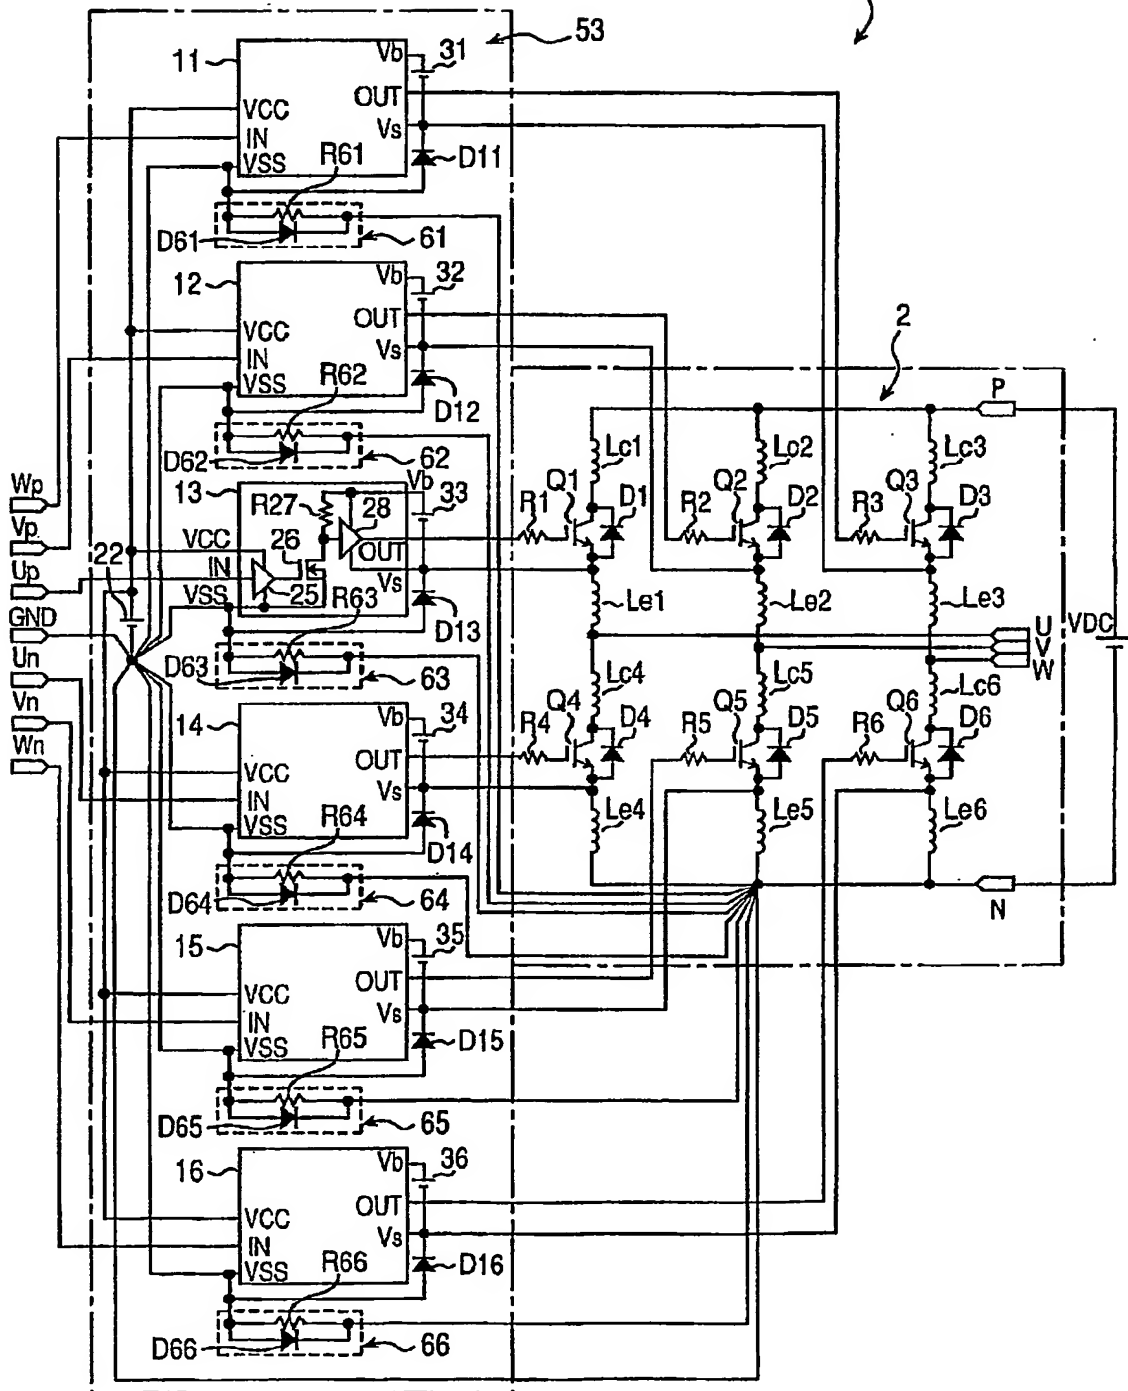 53
11
Vb
31
OUT
VCC
Vs
IN
VSS
R61
D11
D61
61
12
Vb
32
OUT
VCC
Vs
IN
VSS
R62
D12
D62
62
2
P
Lc1
Lc2
Lc3
Wp
Vp
Up
GND
Un
Vn
Wn
22
13
Vb
33
R27
28
VCC
26
OUT
IN
Vs
VSS
25
R63
D13
D63
63
R1
Q1
D1
R2
Q2
D2
R3
Q3
D3
Le1
Le2
Le3
U
V
W
VDC
Lc4
Lc5
Lc6
14
Vb
34
OUT
VCC
Vs
IN
VSS
R64
D14
D64
64
R4
Q4
D4
R5
Q5
D5
R6
Q6
D6
Le4
Le5
Le6
N
15
Vb
35
OUT
VCC
Vs
IN
VSS
R65
D15
D65
65
16
Vb
36
OUT
VCC
Vs
IN
VSS
R66
D16
D66
66